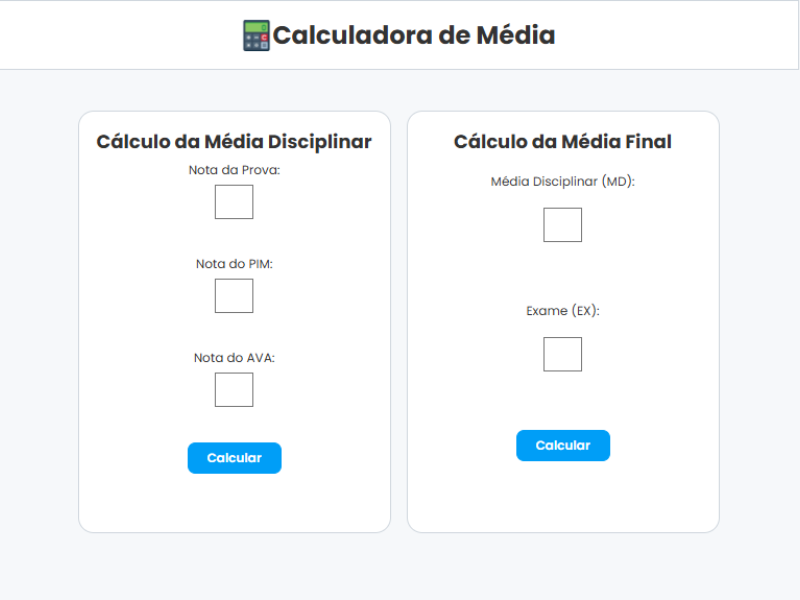 Calculadora de Média
Cálculo da Média Disciplinar
Nota da Prova:
Nota do PIM:
Nota do AVA:
Calcular
Cálculo da Média Final
Média Disciplinar (MD):
Exame (EX):
Calcular